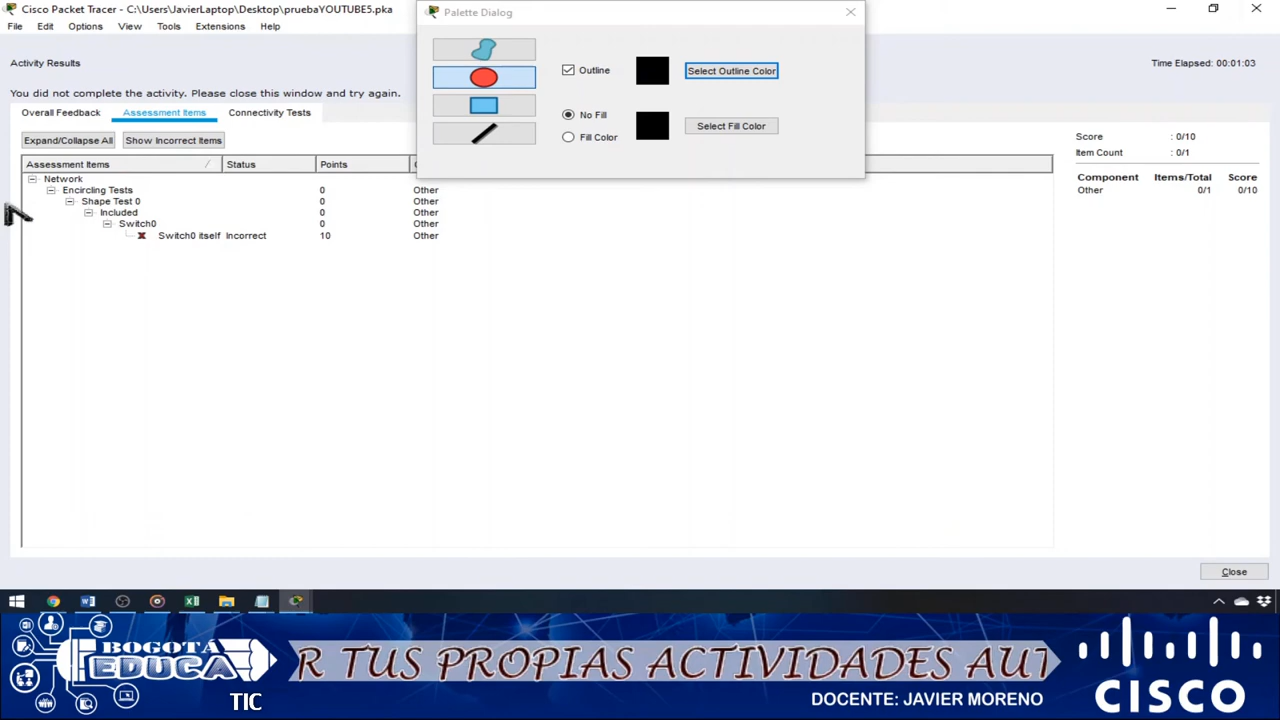 Cisco Packet Tracer - C:\Users\JavierLaptop\Desktop\pruebaYOUTUBE5.pka
File Edit Options View Tools Extensions Help
Palette Dialog
Outline
Select Outline Color
No Fill
Fill Color
Select Fill Color
Activity Results
Time Elapsed: 00:01:03
You did not complete the activity. Please close this window and try again.
Overall Feedback Assessment Items Connectivity Tests
Expand/Collapse All Show Incorrect Items
Assessment Items Status Points
Network
Encircling Tests 0 Other
Shape Test 0 0 Other
Included 0 Other
Switch0 0 Other
Switch0 itself Incorrect 10 Other
Score : 0/10
Item Count : 0/1
Component Items/Total Score
Other 0/1 0/10
Close
BOGOTÁ
EDUCA
TIC
R TUS PROPIAS ACTIVIDADES AUT
DOCENTE: JAVIER MORENO
CISCO